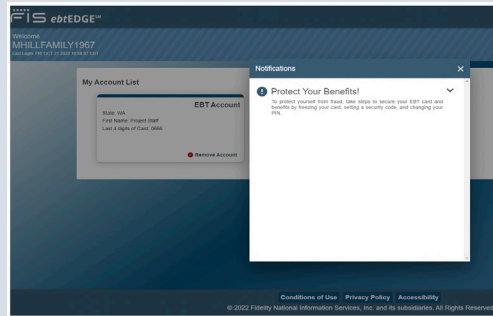 FIS ebtEDGE℠
Welcome
MHILLFAMILY1967
Notifications
My Account List
Protect Your Benefits!
To protect yourself from fraud, take steps to secure your EBT card and
benefits by freezing your card, setting a security code, and changing your
PIN.
EBT Account
State: WA
First Name: Project Staff
Last 4 digits of Card:
Remove Account
Conditions of Use Privacy Policy Accessibility
© 2022 Fidelity National Information Services, Inc. and its subsidiaries. All Rights Reserved